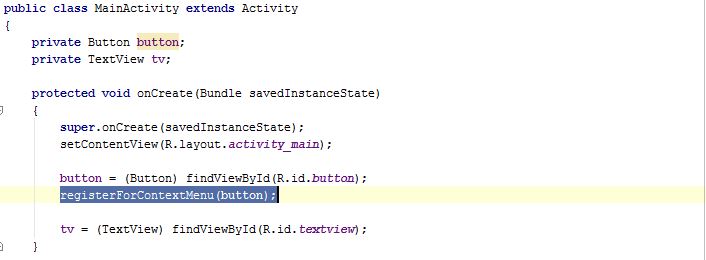 public class MainActivity extends Activity
{
    private Button button;
    private TextView tv;

    protected void onCreate(Bundle savedInstanceState)
    {
        super.onCreate(savedInstanceState);
        setContentView(R.layout.activity_main);

        button = (Button) findViewById(R.id.button);
        registerForContextMenu(button);

        tv = (TextView) findViewById(R.id.textview);
    }